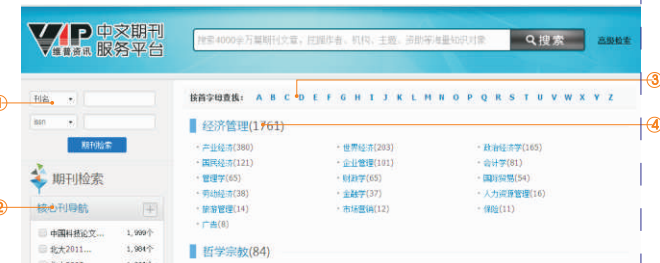 VIP 中文期刊
维普资讯 服务平台
搜索4000余万篇期刊文章，挖掘作者、机构、主题、资助等海量知识对象
搜索
高级检索
刊名
ISSN
期刊检索
期刊检索
②
核心刊导航
中国科技论文... 1,999个
北大2011... 1,984个
③
按首字母查找: A B C D E F G H I J K L M N O P Q R S T U V W X Y Z
④
经济管理(1761)
产业经济(380) 世界经济(203) 政治经济学(165)
国民经济(121) 企业管理(101) 会计学(81)
管理学(65) 财政学(65) 国际贸易(54)
劳动经济(38) 金融学(37) 人力资源管理(16)
旅游管理(14) 市场营销(12) 保险(11)
广告(8)
哲学宗教(84)